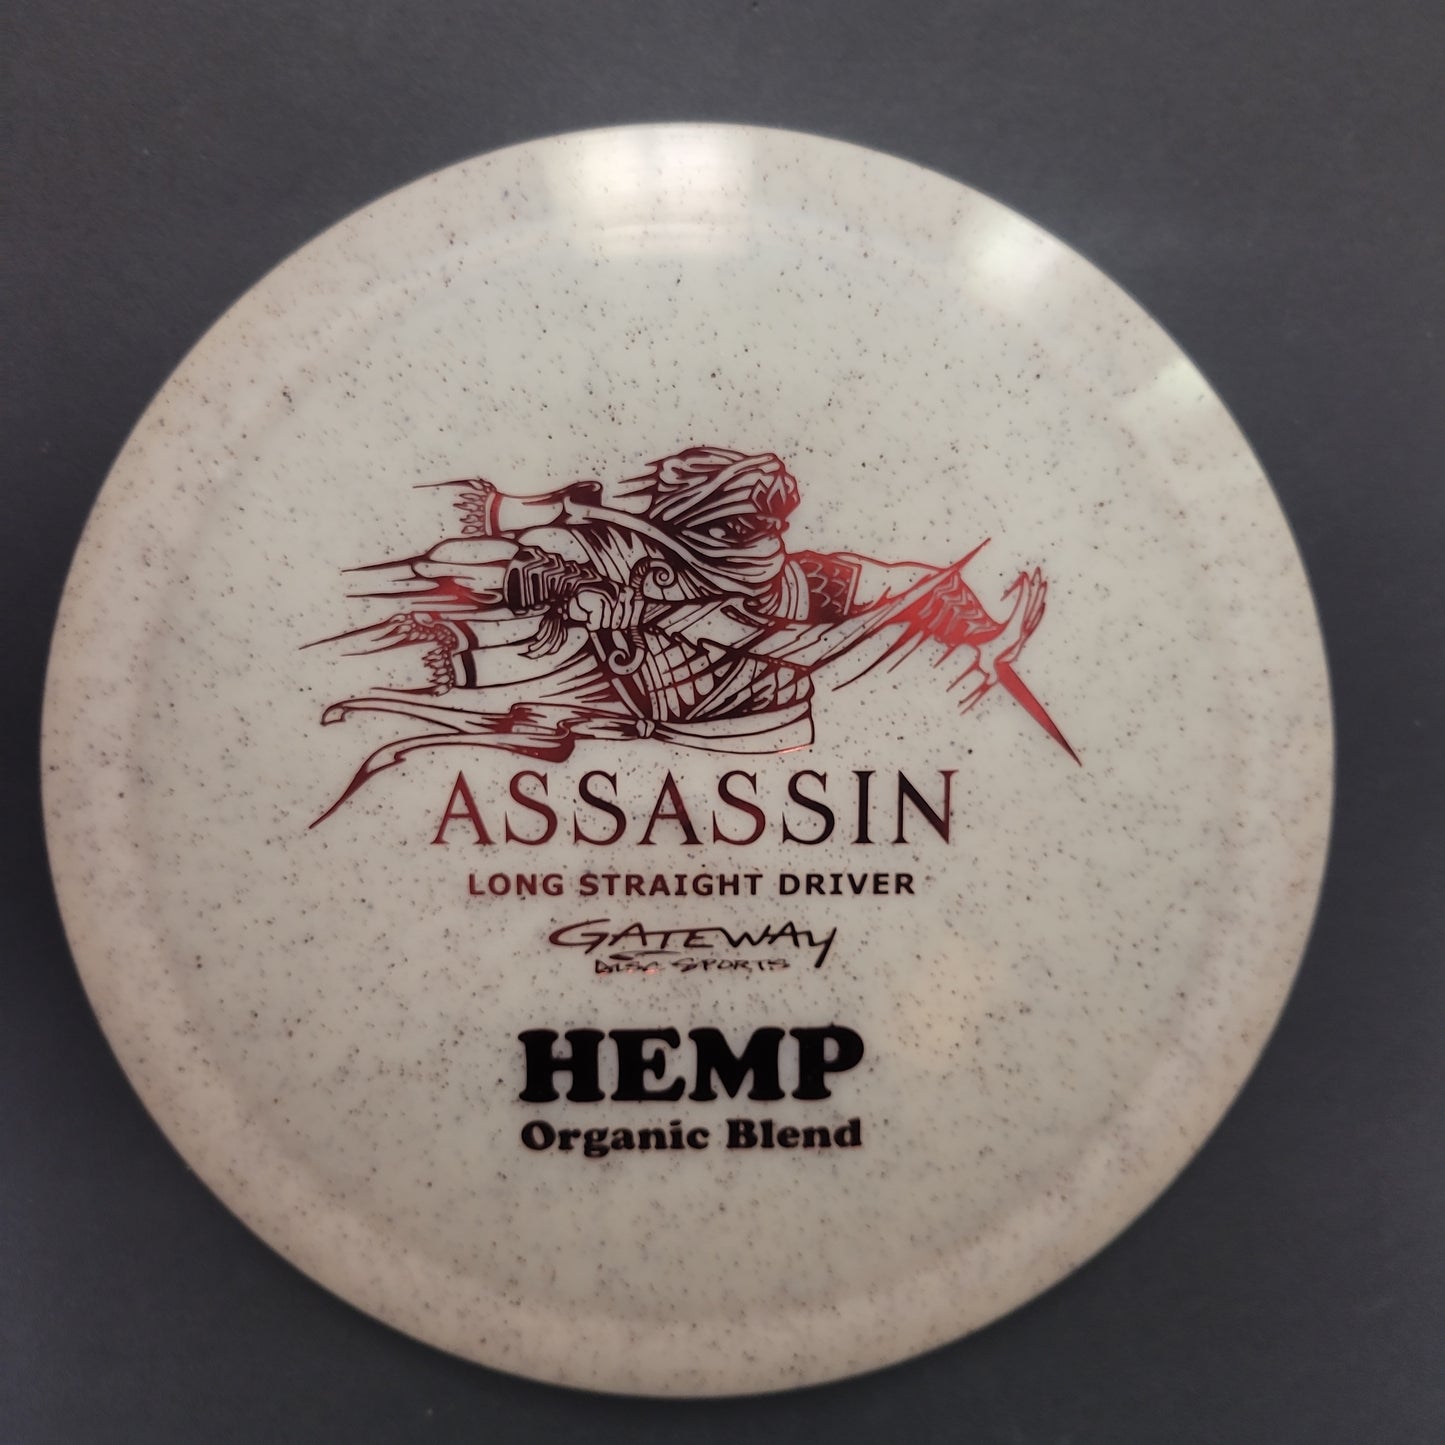 ASSASSIN
LONG STRAIGHT DRIVER
GATEWAY
DISC SPORTS
HEMP
Organic Blend